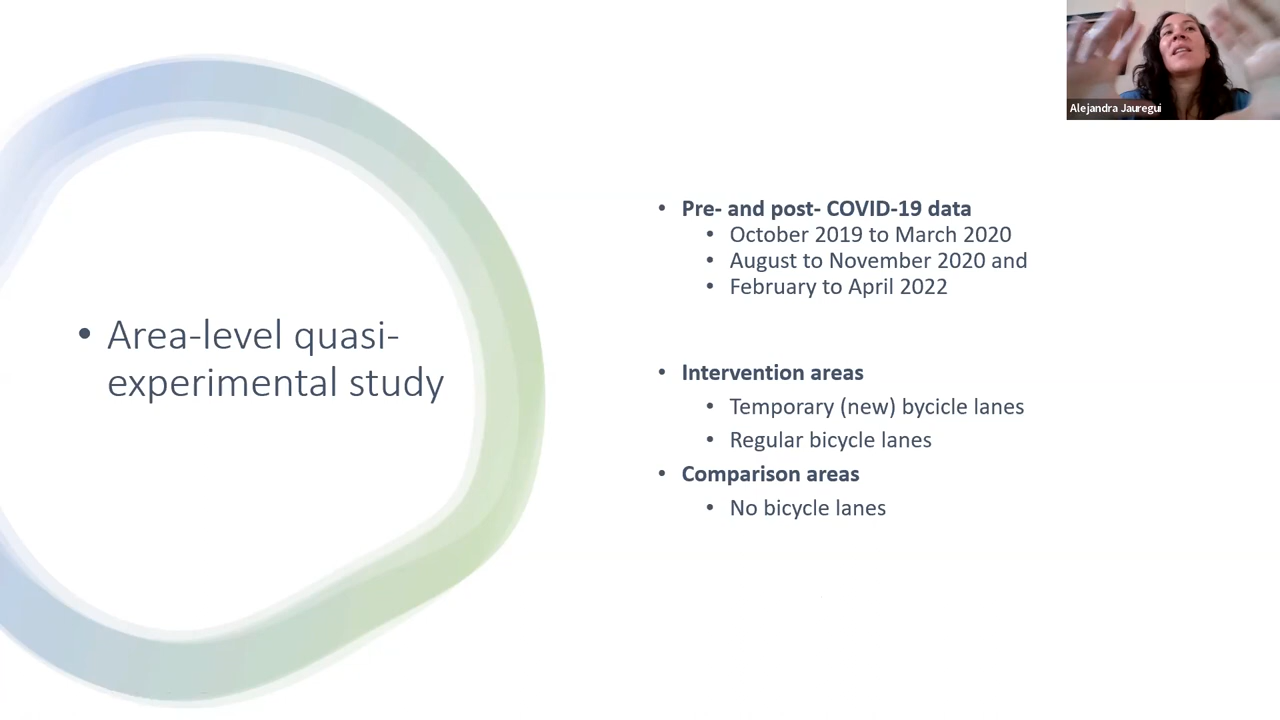 Alejandra Jauregui
• Area-level quasi-
experimental study
• Pre- and post- COVID-19 data
• October 2019 to March 2020
• August to November 2020 and
• February to April 2022
• Intervention areas
• Temporary (new) bycicle lanes
• Regular bicycle lanes
• Comparison areas
• No bicycle lanes